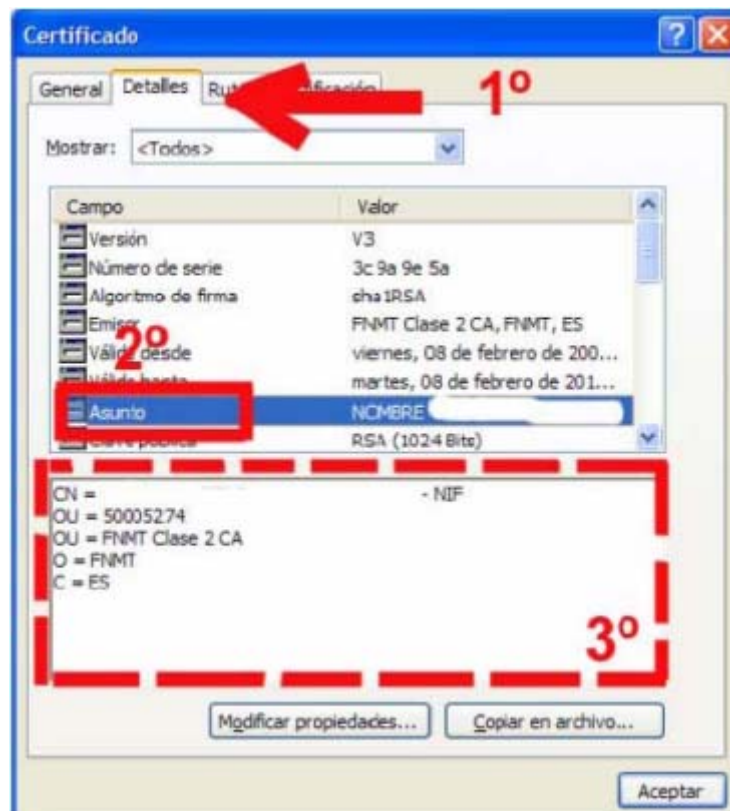 Certificado
General Detalles
1º
Mostrar: <Todos>
Campo Valor
Versión V3
Número de serie 3c 9a 9e 5a
Algoritmo de firma sha1RSA
Emisor FNMT Clase 2 CA, FNMT, ES
2º
Válido desde viernes, 08 de febrero de 200...
martes, 08 de febrero de 201...
Asunto NOMBRE
RSA (1024 Bits)
CN = - NIF
OU = 50005274
OU = FNMT Clase 2 CA
O = FNMT
C = ES
3º
Modificar propiedades... Copiar en archivo...
Aceptar